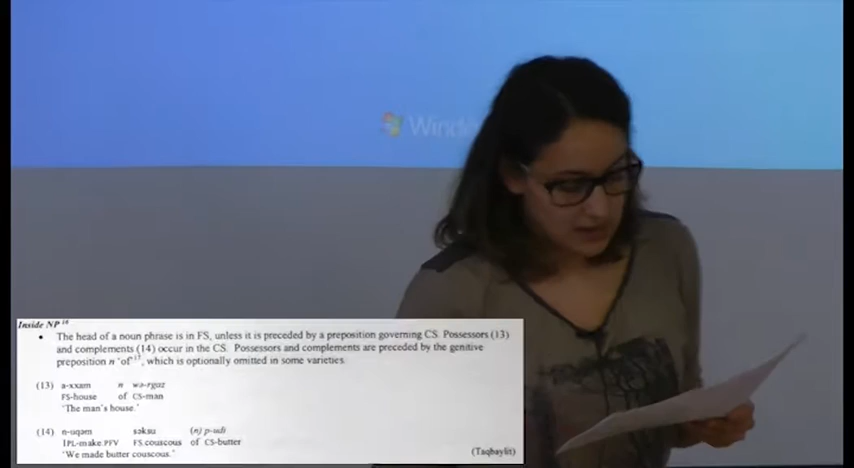 Windo
Inside NP
• The head of a noun phrase is in FS, unless it is preceded by a preposition governing CS. Possessors (13)
and complements (14) occur in the CS. Possessors and complements are preceded by the genitive
preposition n 'of', which is optionally omitted in some varieties.
(13) a-xxam n wə-rgaz
FS-house of CS-man
'The man's house.'
(14) n-uqəm səksu (n) p-udi
1PL-make.PFV FS.couscous of CS-butter
'We made butter couscous.'
(Taqbaylit)